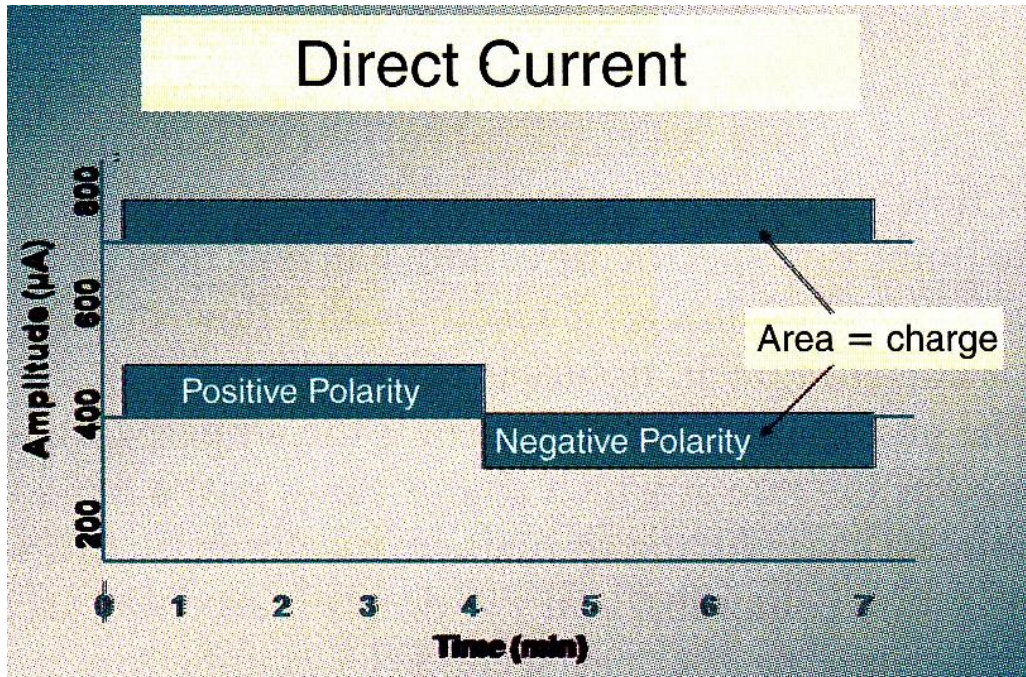 Direct Current
800
600
400
200
Amplitude (µA)
Area = charge
Positive Polarity
Negative Polarity
0 1 2 3 4 5 6 7
Time (min)